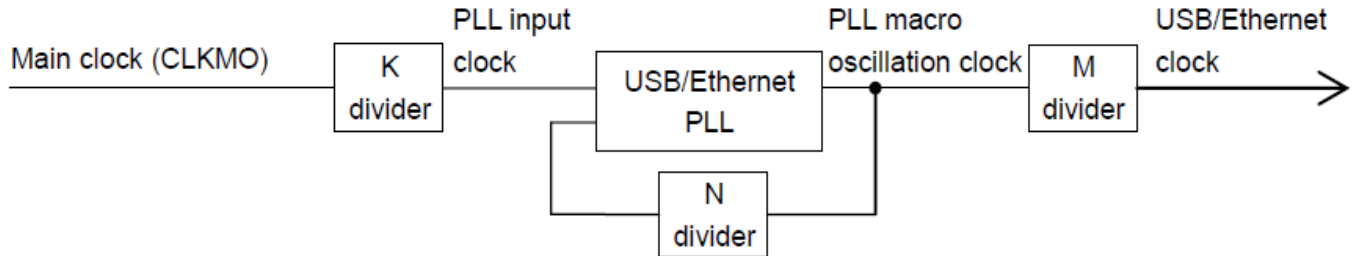 Main clock (CLKMO)
K
divider
PLL input
clock
USB/Ethernet
PLL
PLL macro
oscillation clock
M
divider
USB/Ethernet
clock
N
divider